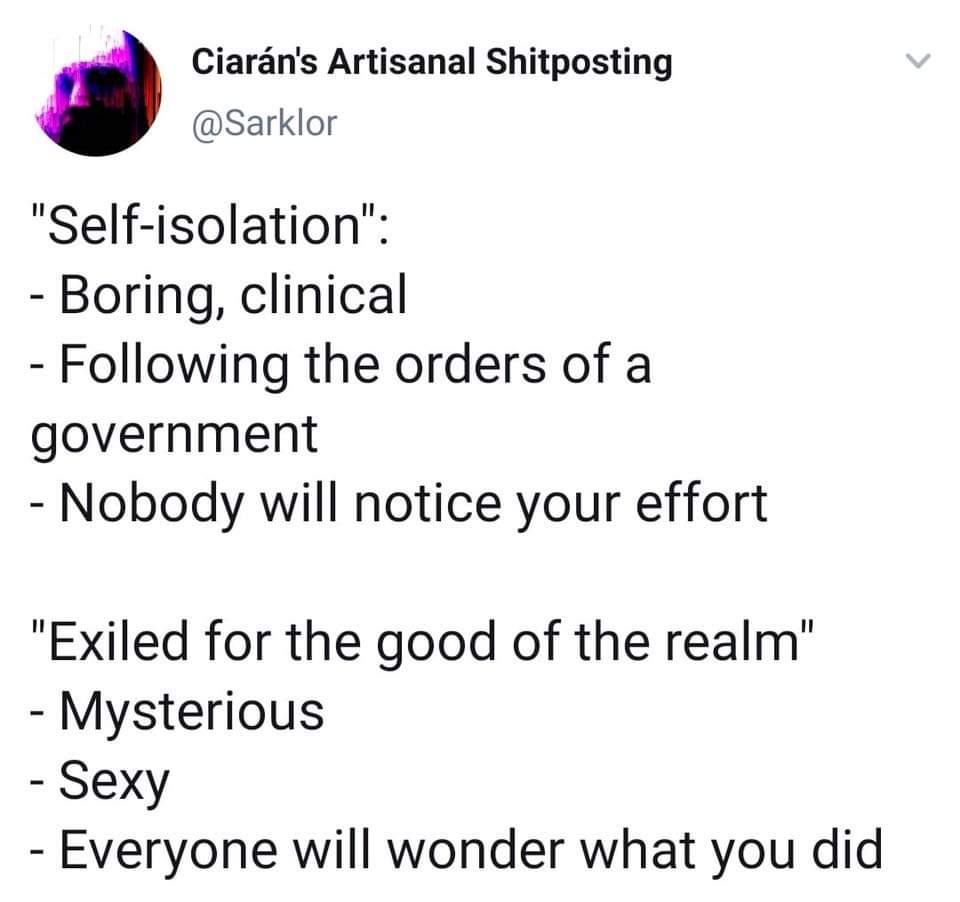 Ciarán's Artisanal Shitposting
@Sarklor
"Self-isolation":
- Boring, clinical
- Following the orders of a
government
- Nobody will notice your effort
"Exiled for the good of the realm"
- Mysterious
- Sexy
- Everyone will wonder what you did